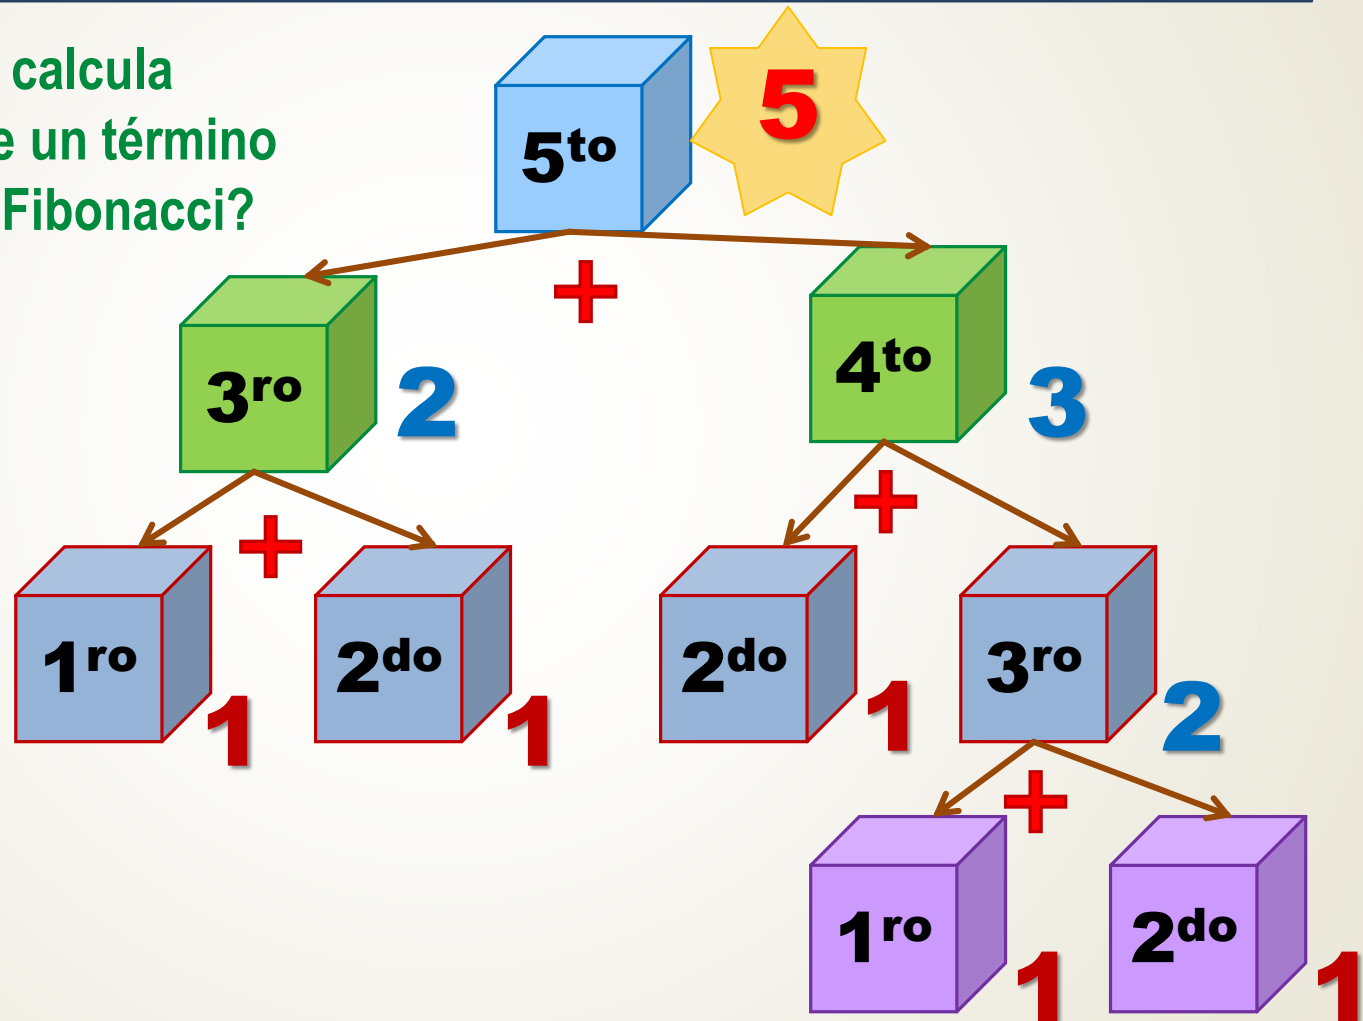 calcula
e un término
Fibonacci?
5to
5
+
3ro
2
4to
3
+
+
1ro
1
2do
1
2do
1
3ro
2
+
1ro
1
2do
1